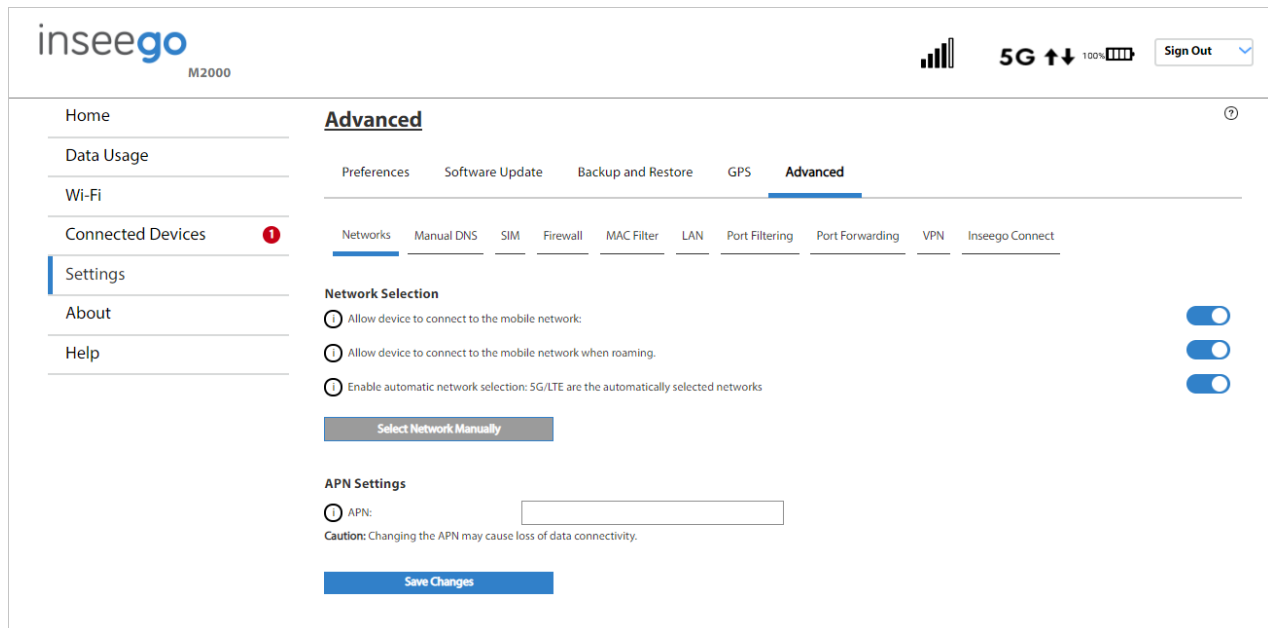 inseego
M2000
5G 100% Sign Out
Home
Data Usage
Wi-Fi
Connected Devices 1
Settings
About
Help
Advanced ?
Preferences Software Update Backup and Restore GPS Advanced
Networks Manual DNS SIM Firewall MAC Filter LAN Port Filtering Port Forwarding VPN Inseego Connect
Network Selection
i Allow device to connect to the mobile network:
i Allow device to connect to the mobile network when roaming.
i Enable automatic network selection: 5G/LTE are the automatically selected networks
Select Network Manually
APN Settings
i APN:
Caution: Changing the APN may cause loss of data connectivity.
Save Changes